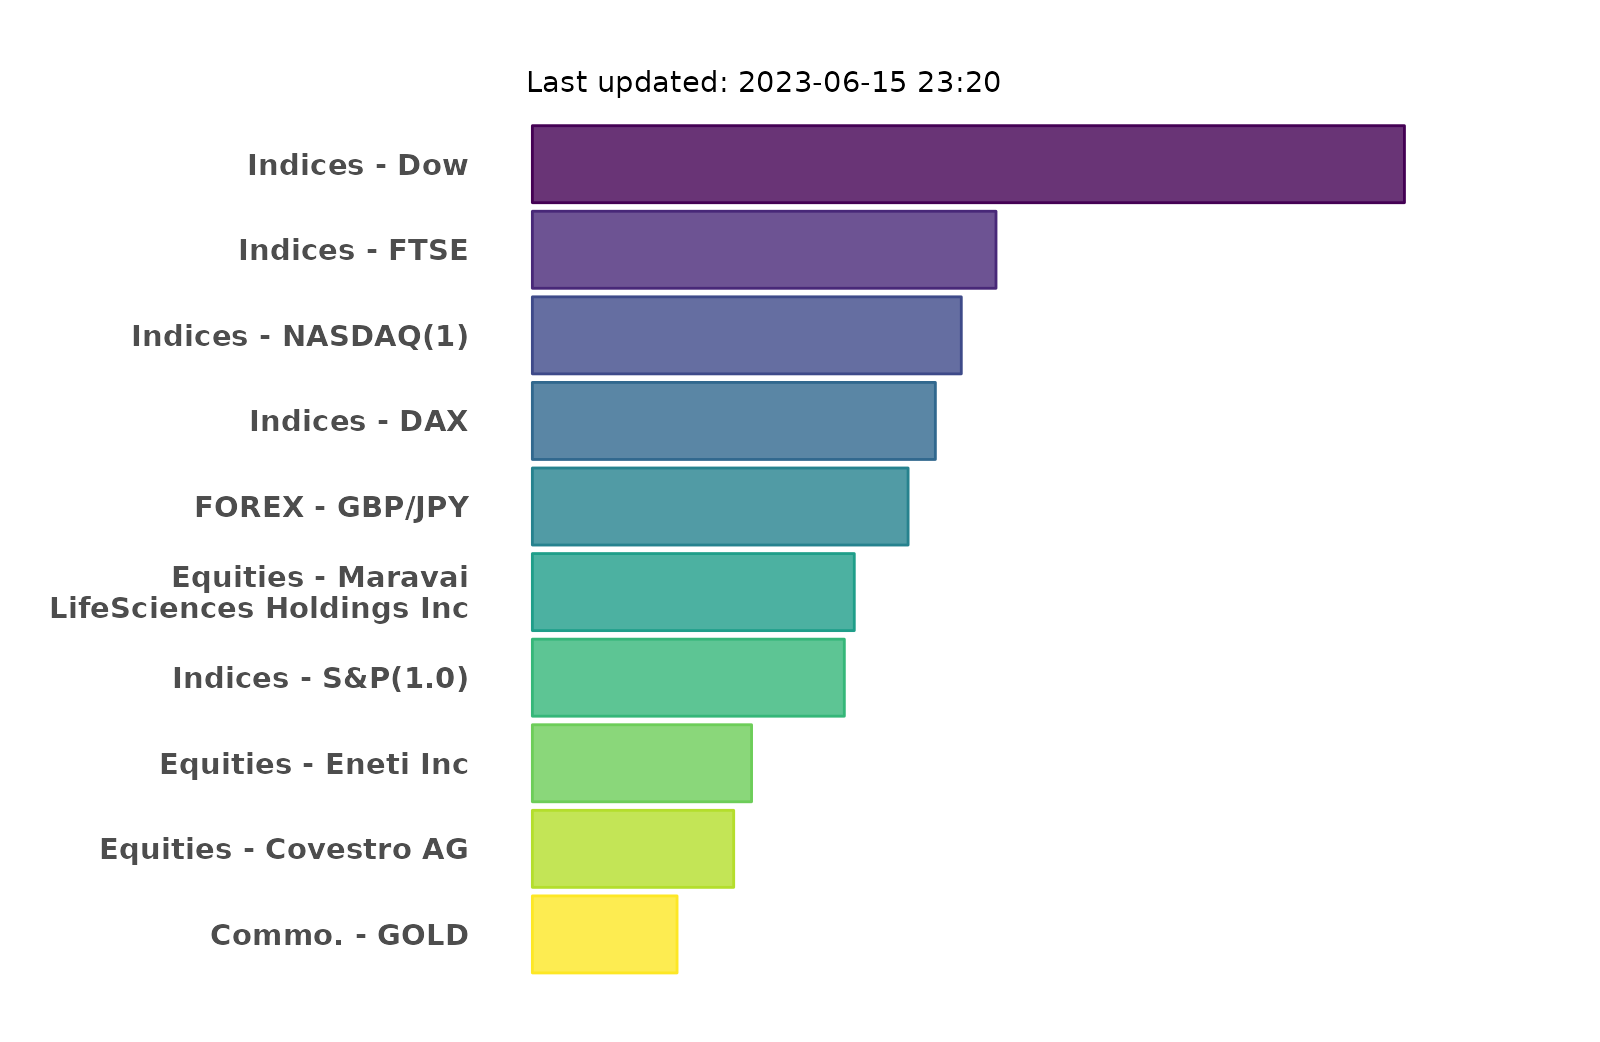 Last updated: 2023-06-15 23:20
Indices - Dow
Indices - FTSE
Indices - NASDAQ(1)
Indices - DAX
FOREX - GBP/JPY
Equities - Maravai
LifeSciences Holdings Inc
Indices - S&P(1.0)
Equities - Eneti Inc
Equities - Covestro AG
Commo. - GOLD